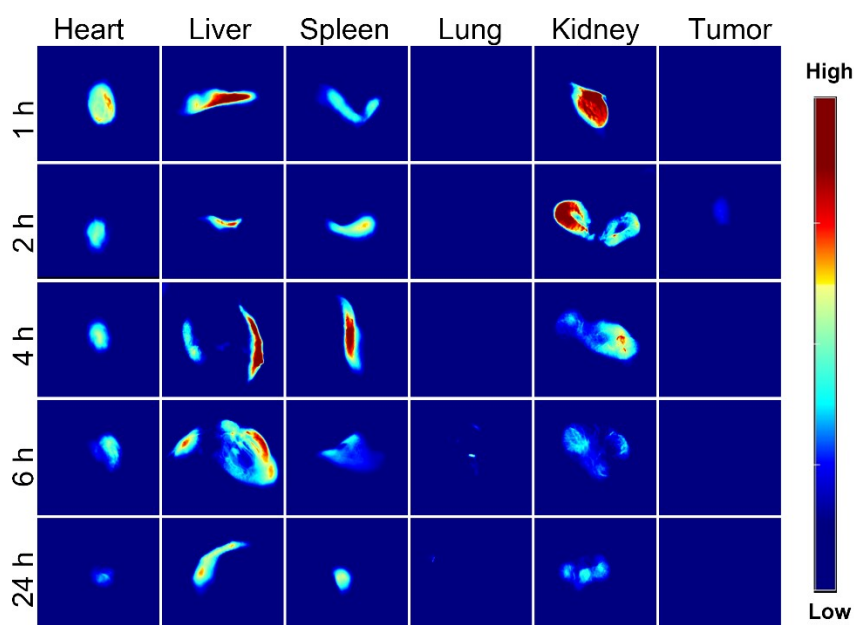 Heart Liver Spleen Lung Kidney Tumor
High
1 h
2 h
4 h
6 h
24 h
Low